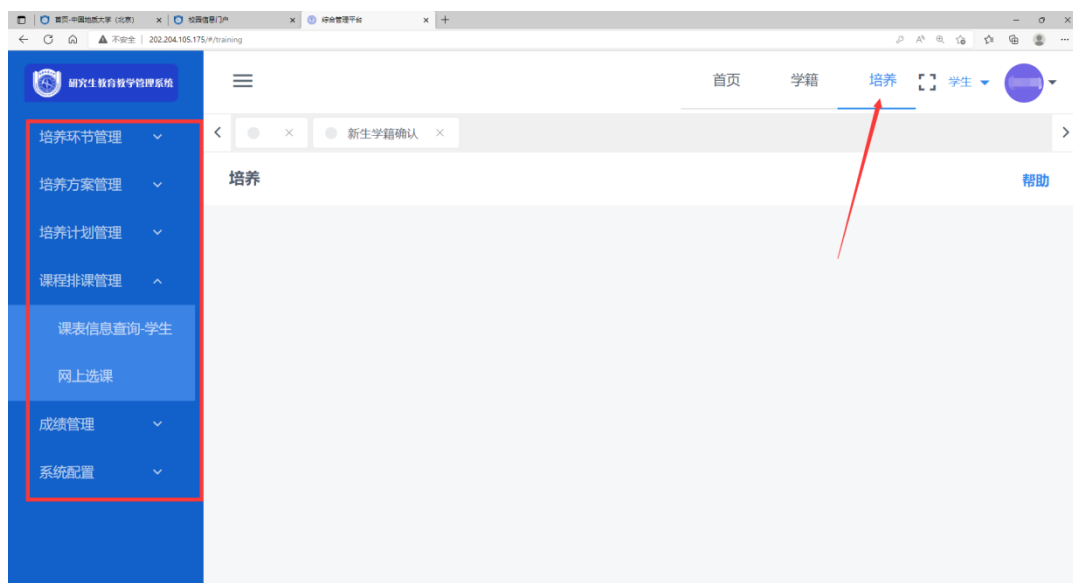 首页-中国地质大学（北京）
校园信息门户
综合管理平台
不安全 | 202.204.105.175/#/training
研究生教育教学管理系统
首页
学籍
培养
学生
培养环节管理
新生学籍确认
培养
帮助
培养方案管理
培养计划管理
课程排课管理
课表信息查询-学生
网上选课
成绩管理
系统配置